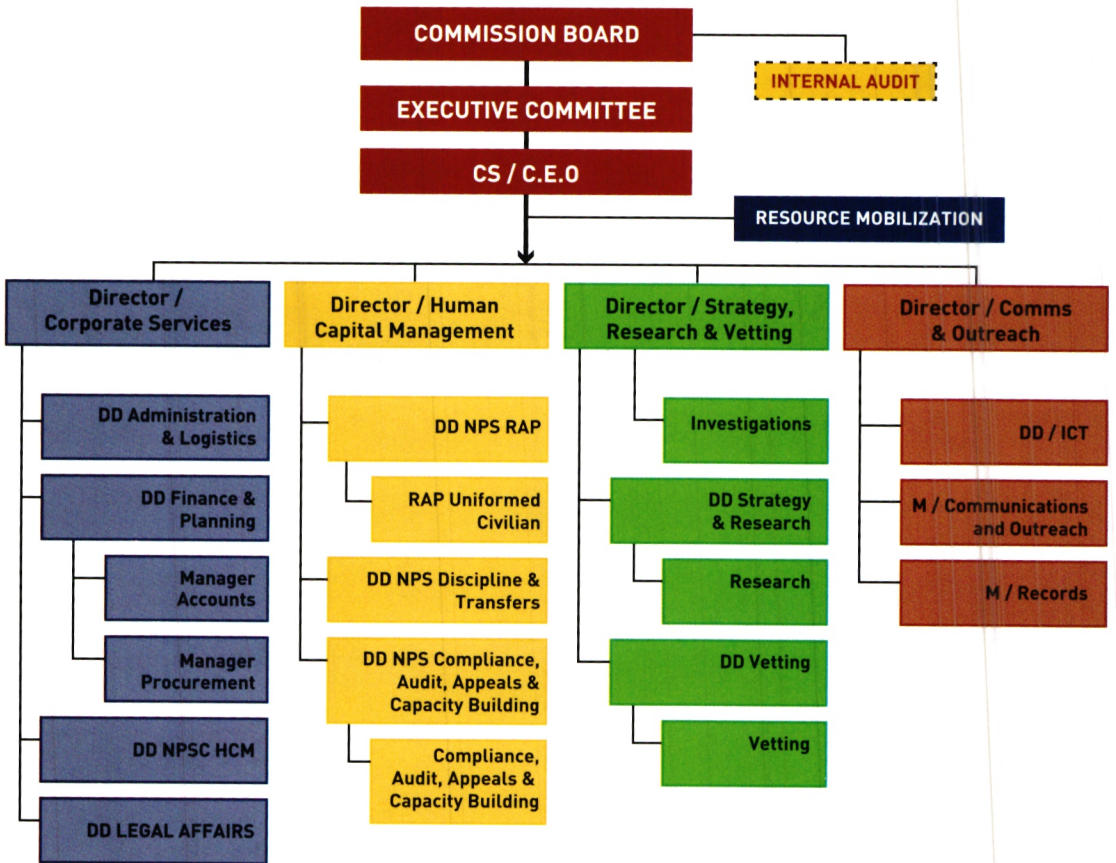 COMMISSION BOARD
INTERNAL AUDIT
EXECUTIVE COMMITTEE
CS / C.E.O
RESOURCE MOBILIZATION
Director /
Corporate Services
DD Administration
& Logistics
DD Finance &
Planning
Manager
Accounts
Manager
Procurement
DD NPSC HCM
DD LEGAL AFFAIRS
Director / Human
Capital Management
DD NPS RAP
RAP Uniformed
Civilian
DD NPS Discipline &
Transfers
DD NPS Compliance,
Audit, Appeals &
Capacity Building
Compliance,
Audit, Appeals &
Capacity Building
Director / Strategy,
Research & Vetting
Investigations
DD Strategy
& Research
Research
DD Vetting
Vetting
Director / Comms
& Outreach
DD / ICT
M / Communications
and Outreach
M / Records